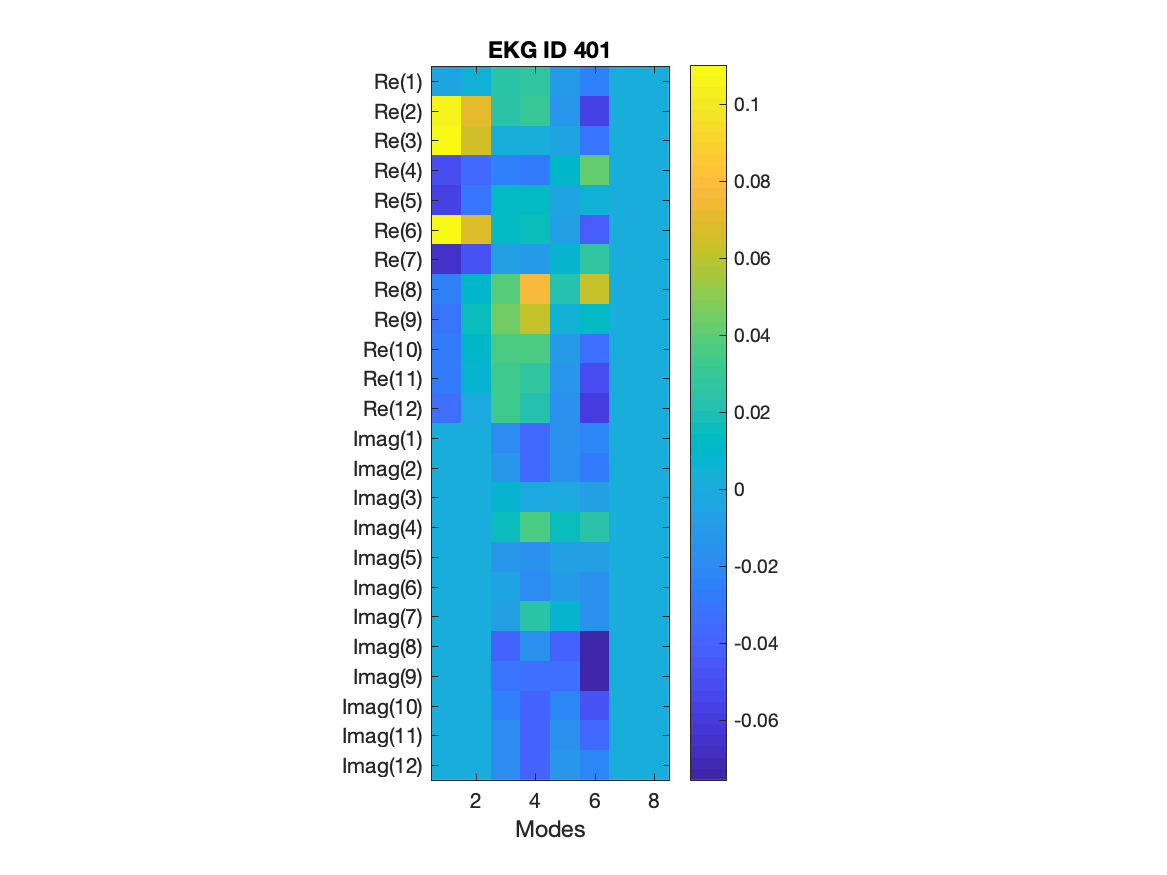 EKG ID 401
Re(1)
Re(2)
Re(3)
Re(4)
Re(5)
Re(6)
Re(7)
Re(8)
Re(9)
Re(10)
Re(11)
Re(12)
Imag(1)
Imag(2)
Imag(3)
Imag(4)
Imag(5)
Imag(6)
Imag(7)
Imag(8)
Imag(9)
Imag(10)
Imag(11)
Imag(12)
2 4 6 8
Modes
0.1
0.08
0.06
0.04
0.02
0
-0.02
-0.04
-0.06